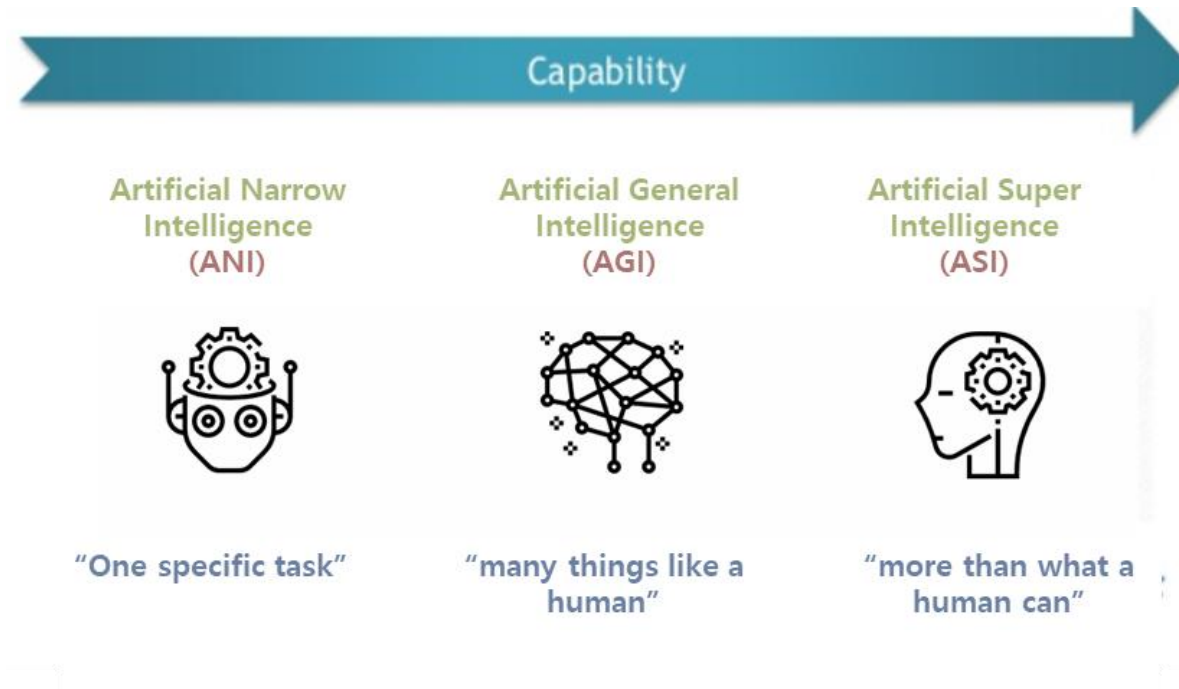 Capability
Artificial Narrow
Intelligence
(ANI)
Artificial General
Intelligence
(AGI)
Artificial Super
Intelligence
(ASI)
“One specific task”
“many things like a
human”
“more than what a
human can”